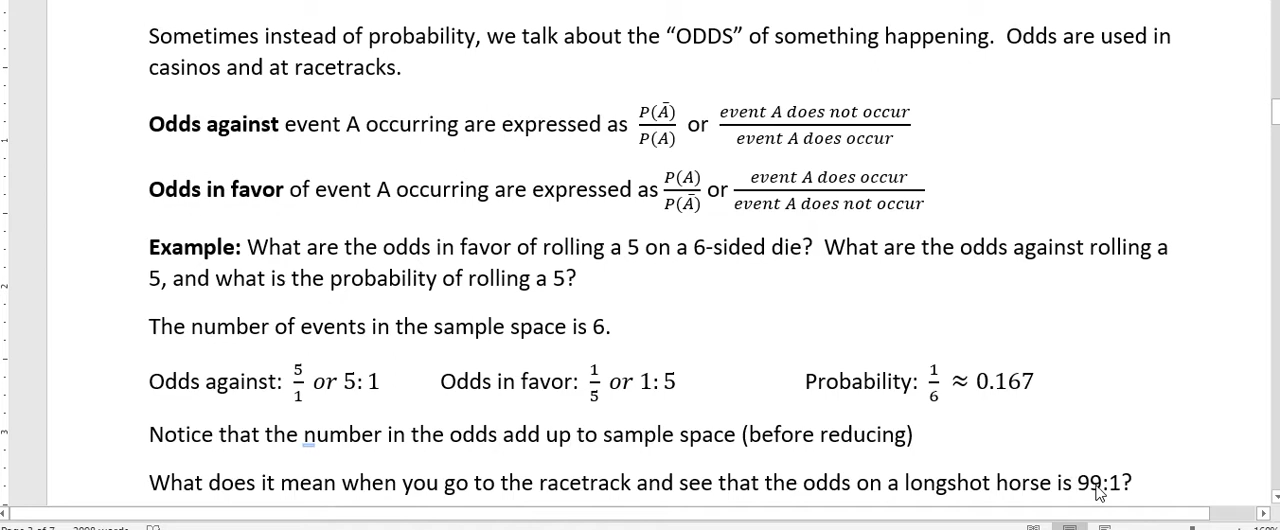 Sometimes instead of probability, we talk about the “ODDS” of something happening.  Odds are used in
casinos and at racetracks.
Odds against event A occurring are expressed as P(Ā)/P(A) or event A does not occur/event A does occur
Odds in favor of event A occurring are expressed as P(A)/P(Ā) or event A does occur/event A does not occur
Example: What are the odds in favor of rolling a 5 on a 6-sided die?  What are the odds against rolling a
5, and what is the probability of rolling a 5?
The number of events in the sample space is 6.
Odds against: 5/1 or 5:1 Odds in favor: 1/5 or 1:5 Probability: 1/6 ≈ 0.167
Notice that the number in the odds add up to sample space (before reducing)
What does it mean when you go to the racetrack and see that the odds on a longshot horse is 99:1?